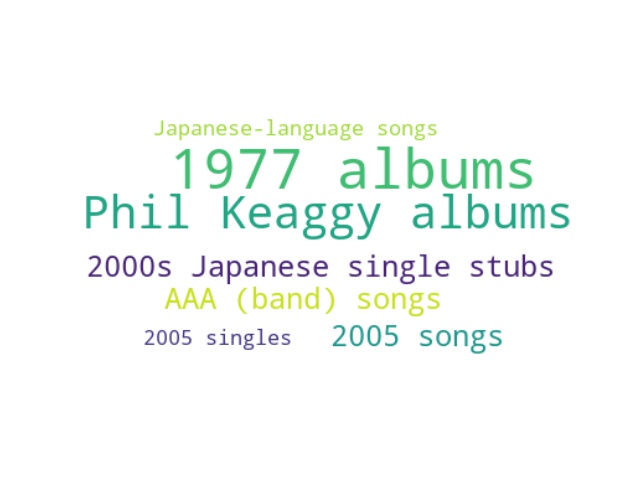 Japanese-language songs
1977 albums
Phil Keaggy albums
2000s Japanese single stubs
AAA (band) songs
2005 singles 2005 songs